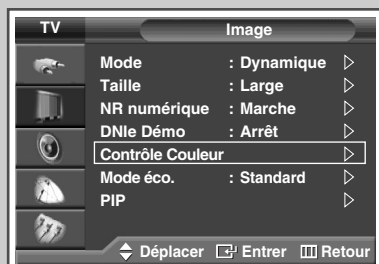 TV Image
Mode : Dynamique
Taille : Large
NR numérique : Marche
DNIe Démo : Arrêt
Contrôle Couleur
Mode éco. : Standard
PIP
Déplacer Entrer Retour